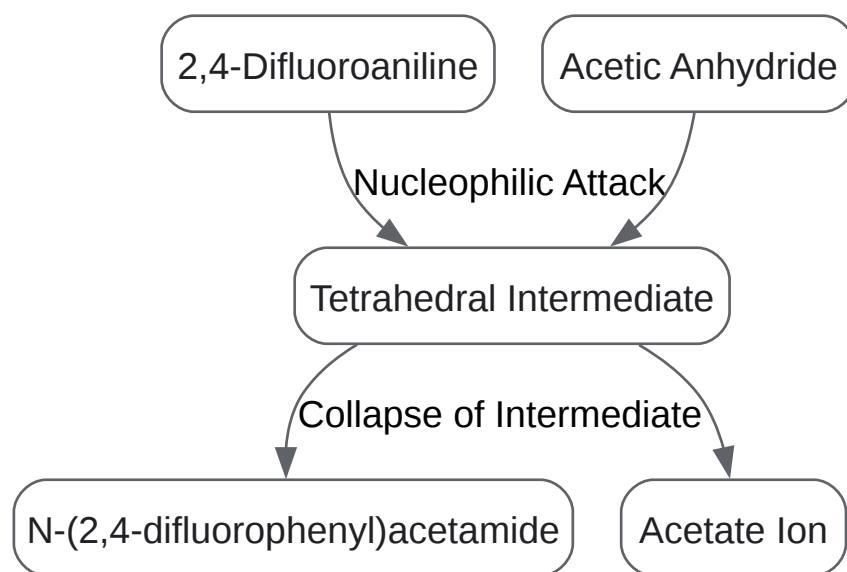 2,4-Difluoroaniline
Acetic Anhydride
Nucleophilic Attack
Tetrahedral Intermediate
Collapse of Intermediate
N-(2,4-difluorophenyl)acetamide
Acetate Ion